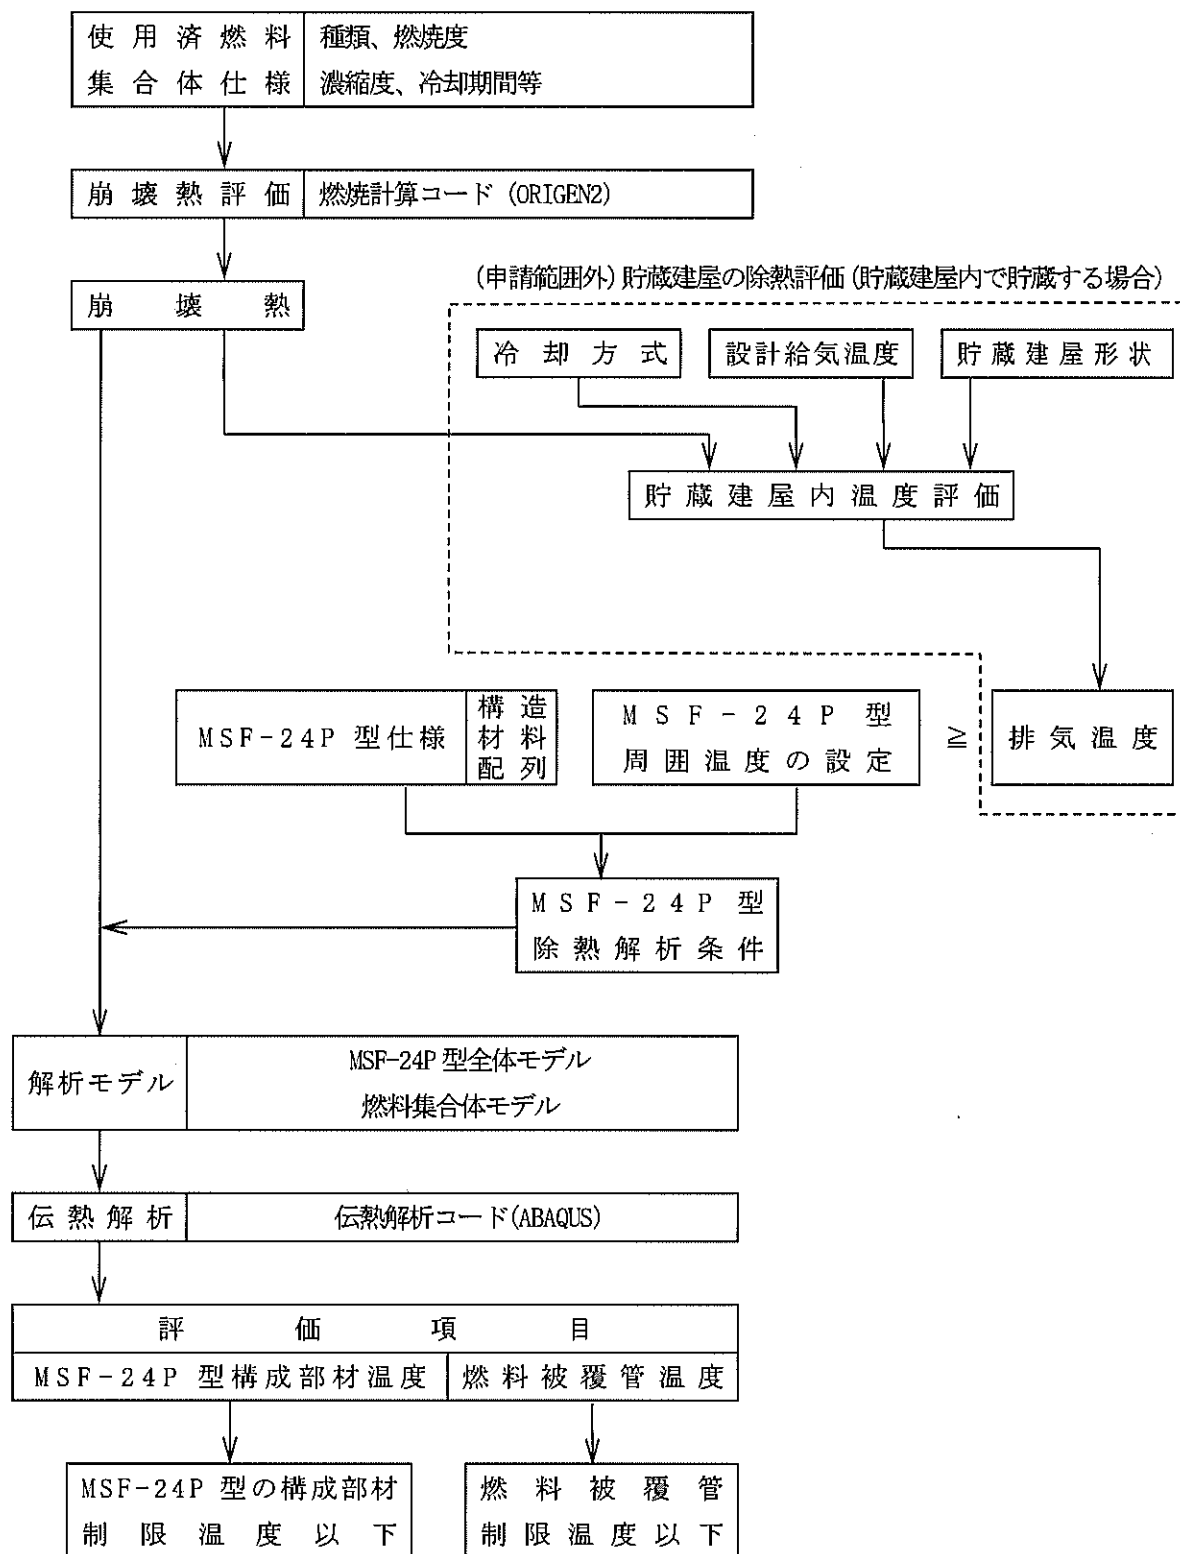 使用済燃料 種類、燃焼度
集合体仕様 濃縮度、冷却期間等
崩壊熱評価 燃焼計算コード (ORIGEN2)
(申請範囲外) 貯蔵建屋の除熱評価 (貯蔵建屋内で貯蔵する場合)
崩壊熱
冷却方式 設計給気温度 貯蔵建屋形状
貯蔵建屋内温度評価
MSF-24P 型仕様
構造
材料
配列
MSF-24P 型
周囲温度の設定
≧
排気温度
MSF-24P 型
除熱解析条件
解析モデル
MSF-24P 型全体モデル
燃料集合体モデル
伝熱解析 伝熱解析コード(ABAQUS)
評価項目
MSF-24P 型構成部材温度 燃料被覆管温度
MSF-24P 型の構成部材
制限温度以下
燃料被覆管
制限温度以下